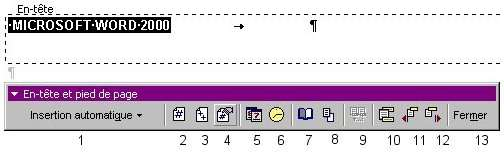 En-tête
·MICROSOFT·WORD·2000 → ¶
¶
En-tête et pied de page
Insertion automatique Fermer
1 2 3 4 5 6 7 8 9 10 11 12 13